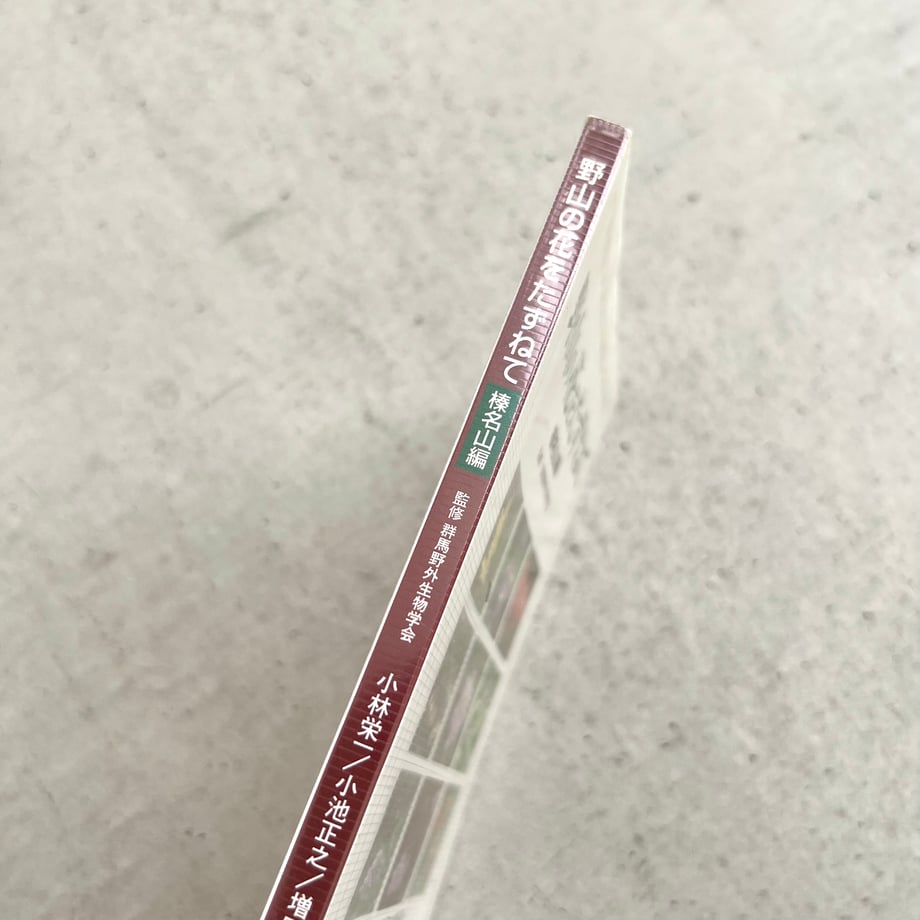 野山の花をたずねて
榛名山編
監修 群馬野外生物学会
小林栄一／小池正之／増